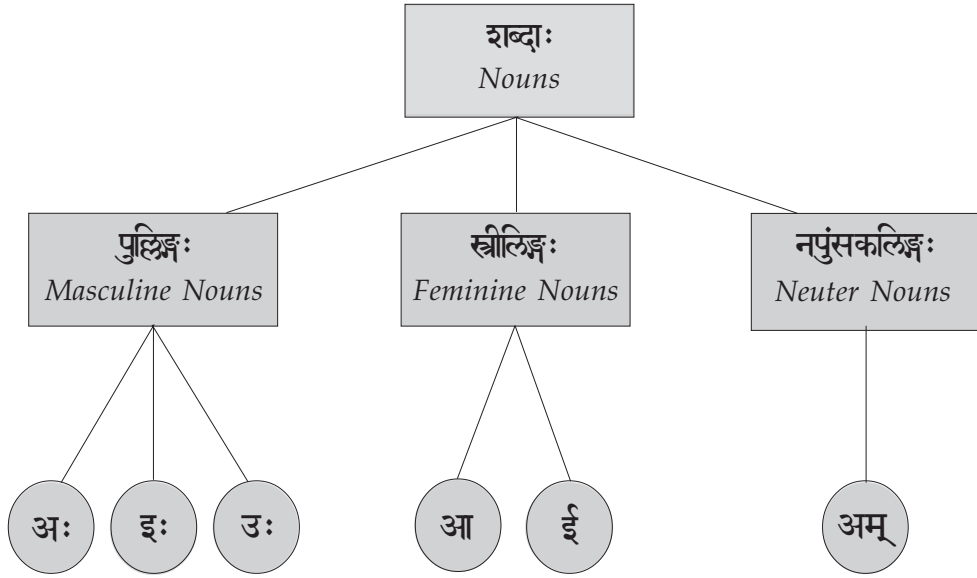 शब्दाः
Nouns
पुल्लिङ्गः
Masculine Nouns
स्त्रीलिङ्गः
Feminine Nouns
नपुंसकलिङ्गः
Neuter Nouns
अः
इः
उः
आ
ई
अम्